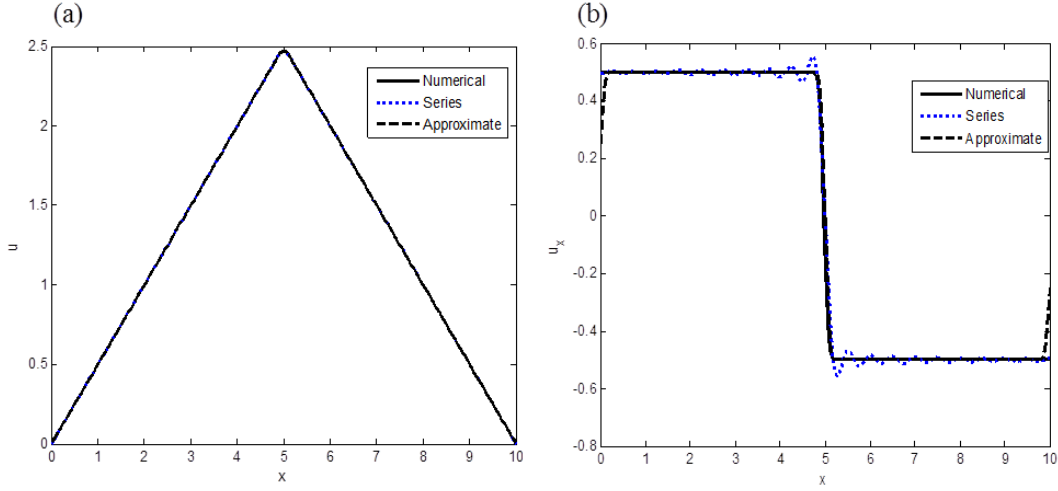 (a)
2.5
2
1.5
1
0.5
0
0 1 2 3 4 5 6 7 8 9 10
u
x
Numerical
Series
Approximate
(b)
0.6
0.4
0.2
0
-0.2
-0.4
-0.6
-0.8
0 1 2 3 4 5 6 7 8 9 10
u_x
x
Numerical
Series
Approximate